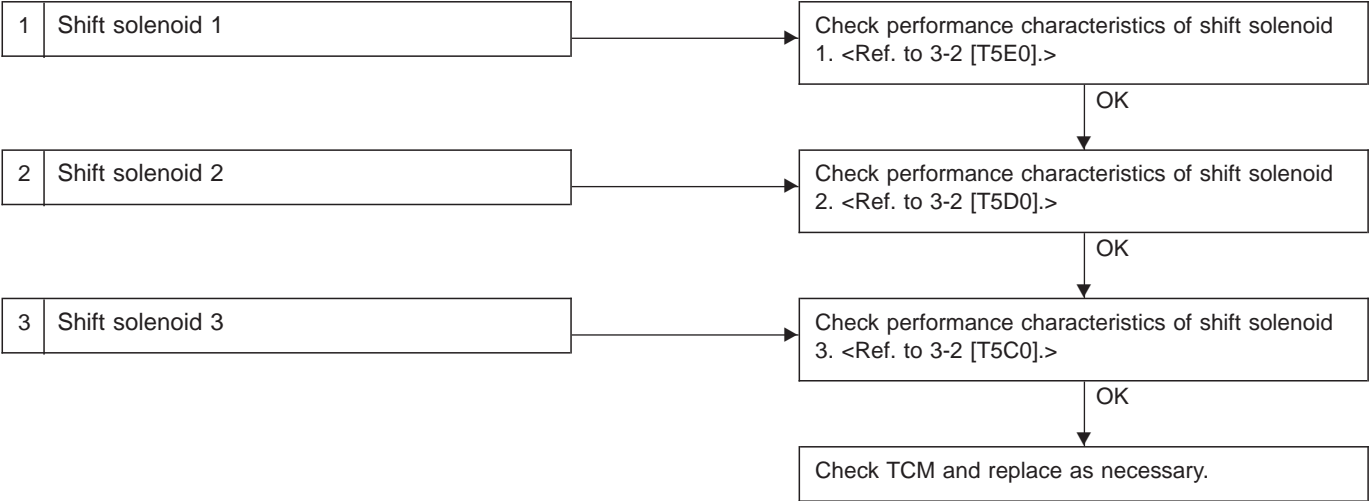 1 Shift solenoid 1
Check performance characteristics of shift solenoid
1. <Ref. to 3-2 [T5E0].>
OK
2 Shift solenoid 2
Check performance characteristics of shift solenoid
2. <Ref. to 3-2 [T5D0].>
OK
3 Shift solenoid 3
Check performance characteristics of shift solenoid
3. <Ref. to 3-2 [T5C0].>
OK
Check TCM and replace as necessary.